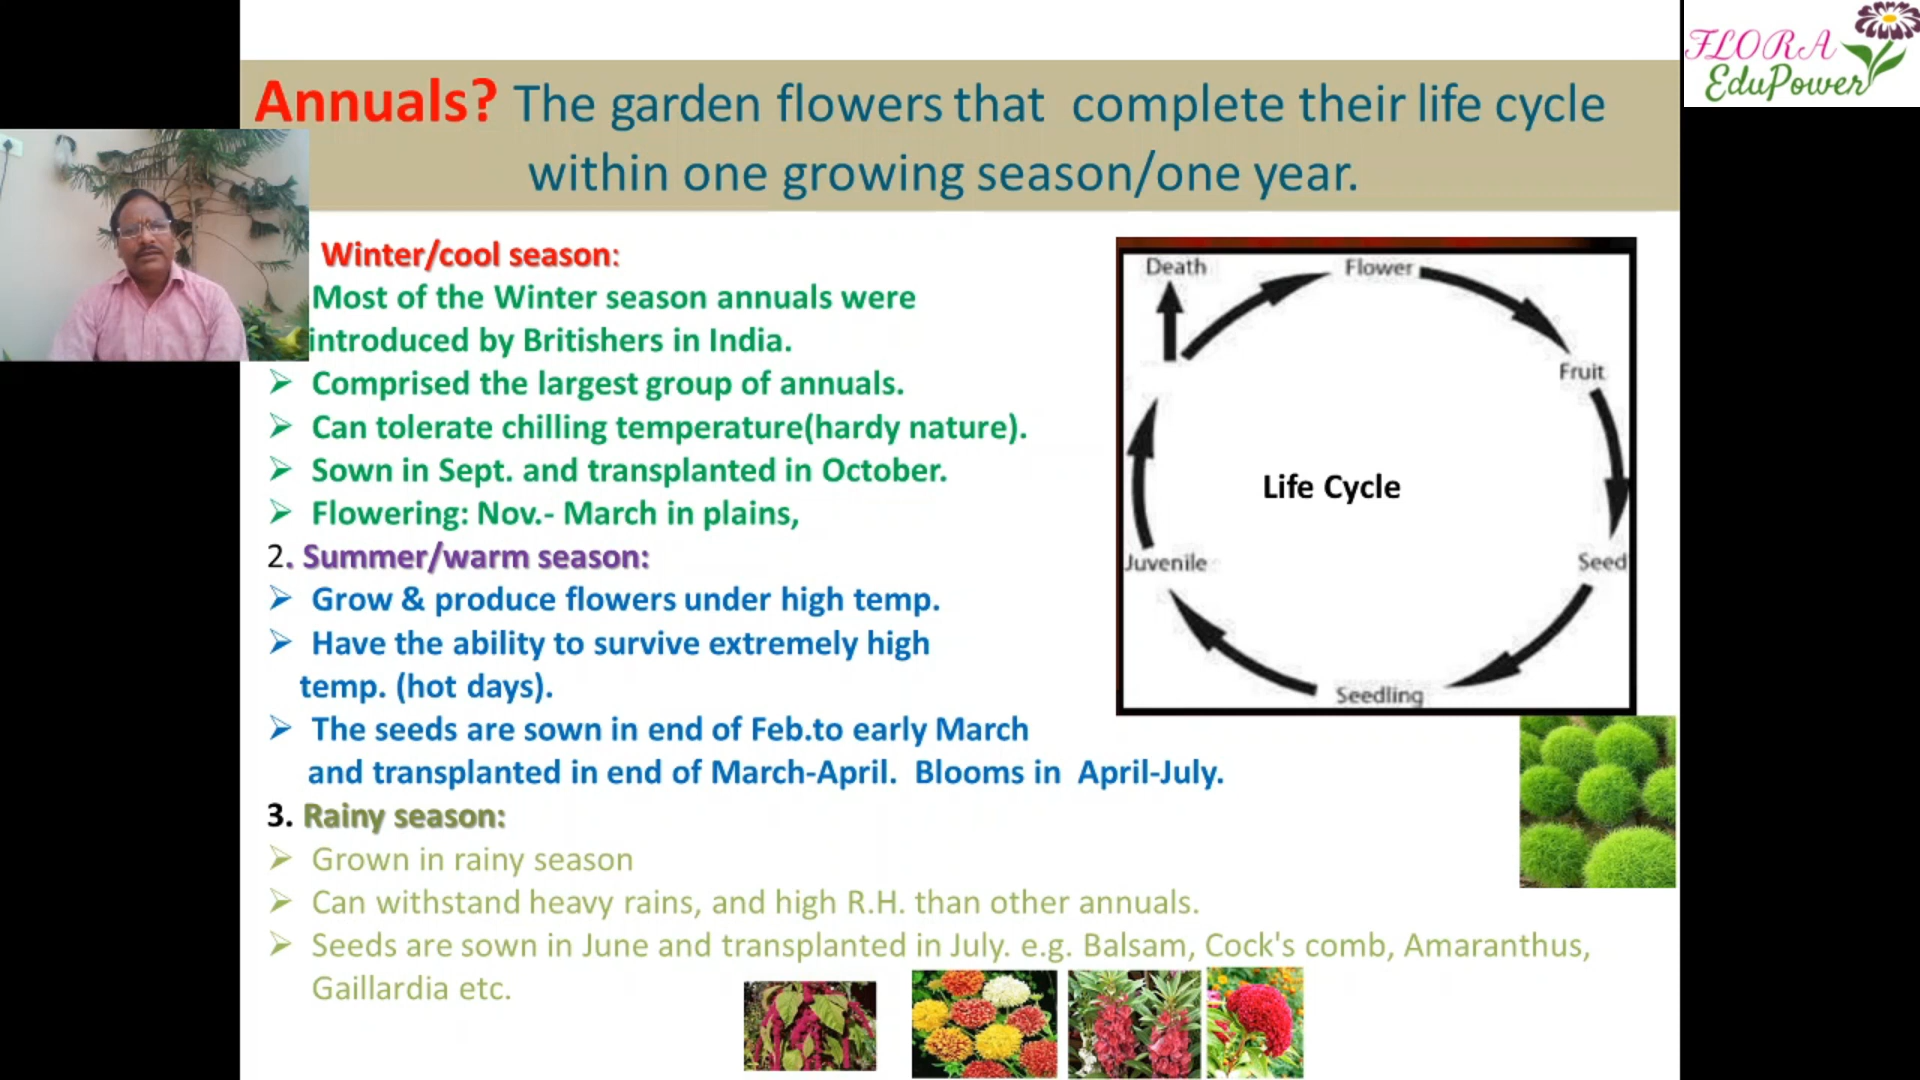 FLORA
EduPower
Annuals? The garden flowers that complete their life cycle
within one growing season/one year.
Winter/cool season:
Most of the Winter season annuals were
introduced by Britishers in India.
➢ Comprised the largest group of annuals.
➢ Can tolerate chilling temperature(hardy nature).
➢ Sown in Sept. and transplanted in October.
➢ Flowering: Nov.- March in plains,
2. Summer/warm season:
➢ Grow & produce flowers under high temp.
➢ Have the ability to survive extremely high
temp. (hot days).
➢ The seeds are sown in end of Feb.to early March
and transplanted in end of March-April. Blooms in April-July.
3. Rainy season:
➢ Grown in rainy season
➢ Can withstand heavy rains, and high R.H. than other annuals.
➢ Seeds are sown in June and transplanted in July. e.g. Balsam, Cock's comb, Amaranthus,
Gaillardia etc.
Death
Flower
Fruit
Life Cycle
Juvenile
Seed
Seedling